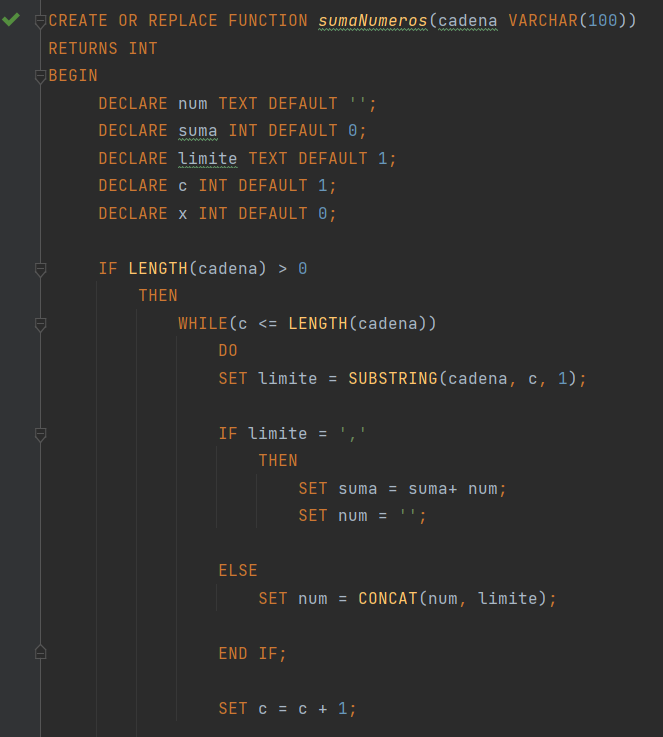 CREATE OR REPLACE FUNCTION sumaNumeros(cadena VARCHAR(100))
RETURNS INT
BEGIN
DECLARE num TEXT DEFAULT '';
DECLARE suma INT DEFAULT 0;
DECLARE limite TEXT DEFAULT 1;
DECLARE c INT DEFAULT 1;
DECLARE x INT DEFAULT 0;
IF LENGTH(cadena) > 0
THEN
WHILE(c <= LENGTH(cadena))
DO
SET limite = SUBSTRING(cadena, c, 1);
IF limite = ','
THEN
SET suma = suma+ num;
SET num = '';
ELSE
SET num = CONCAT(num, limite);
END IF;
SET c = c + 1;